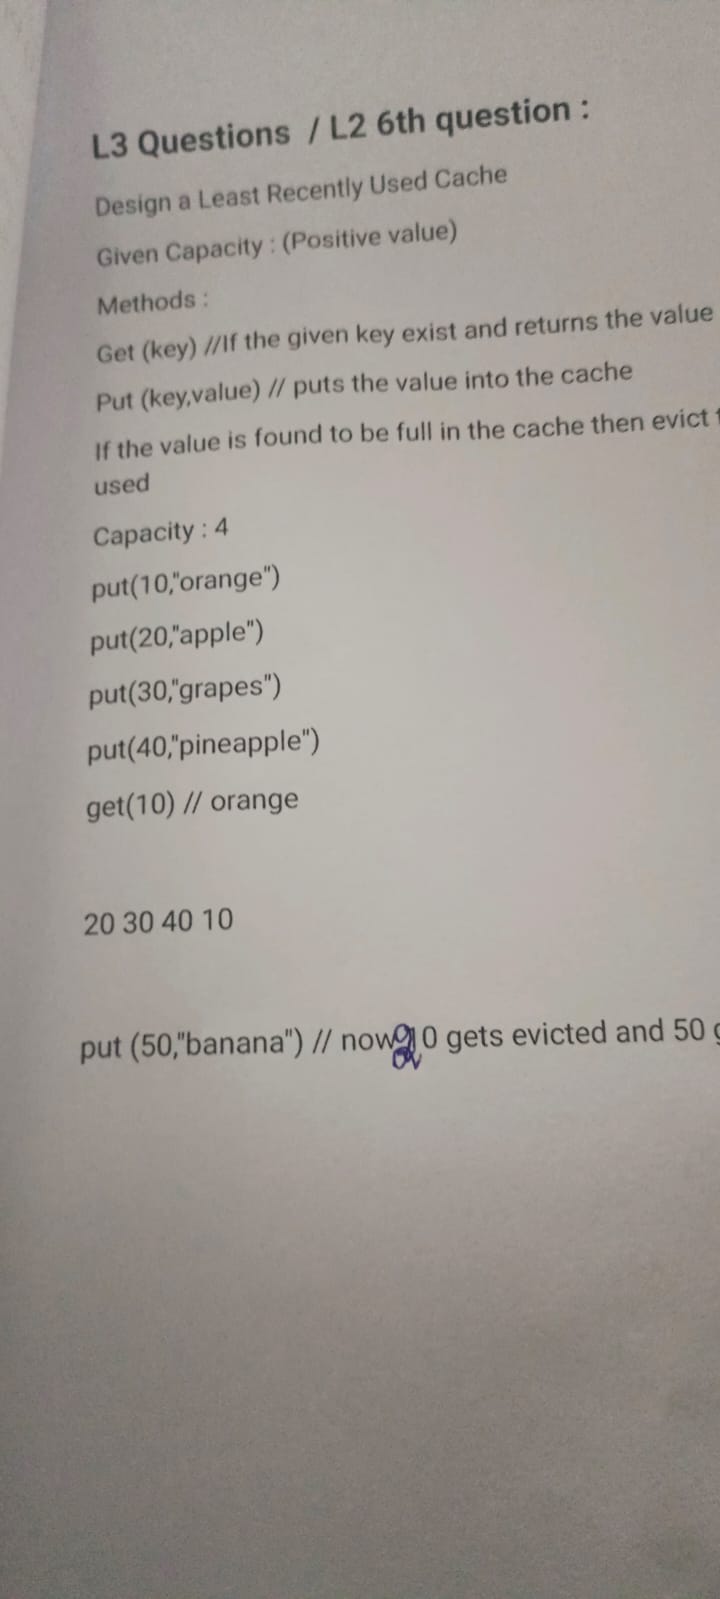 L3 Questions / L2 6th question :
Design a Least Recently Used Cache
Given Capacity : (Positive value)
Methods :
Get (key) //If the given key exist and returns the value
Put (key,value) // puts the value into the cache
If the value is found to be full in the cache then evict
used
Capacity : 4
put(10,"orange")
put(20,"apple")
put(30,"grapes")
put(40,"pineapple")
get(10) // orange
20 30 40 10
put (50,"banana") // now 0 gets evicted and 50